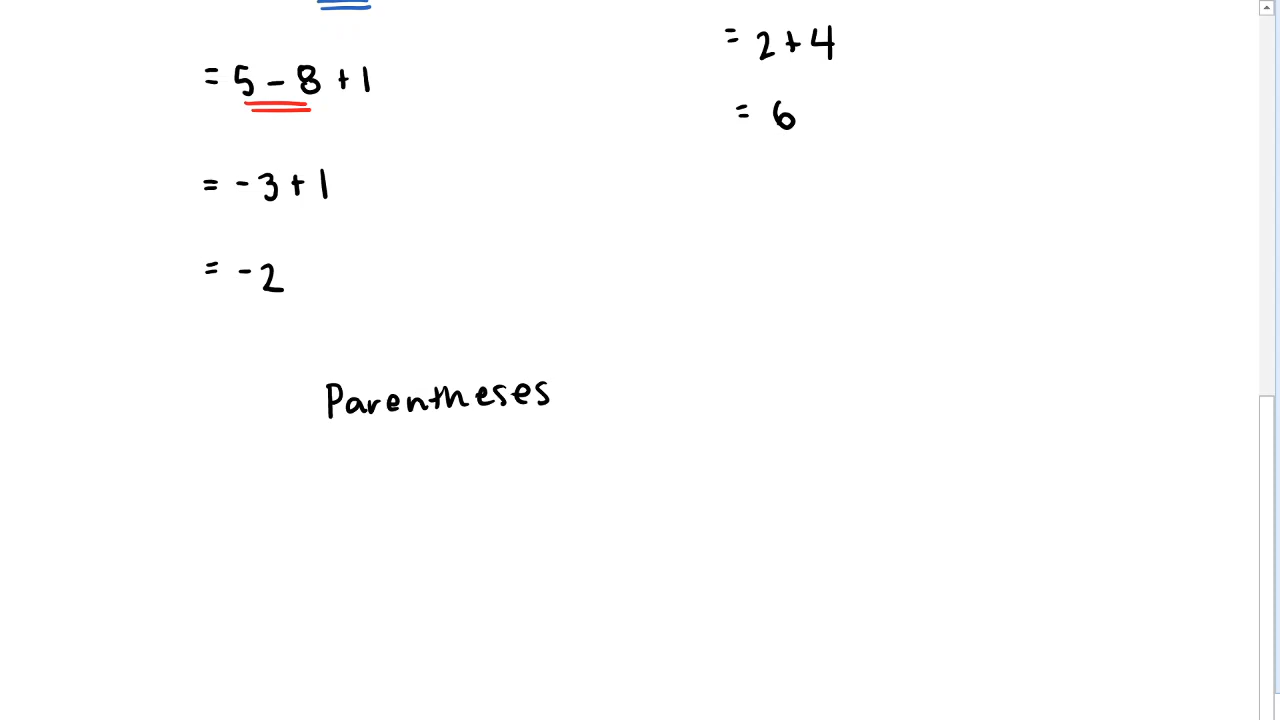 = 5 - 8 + 1
= -3 + 1
= -2
= 2 + 4
= 6
Parentheses